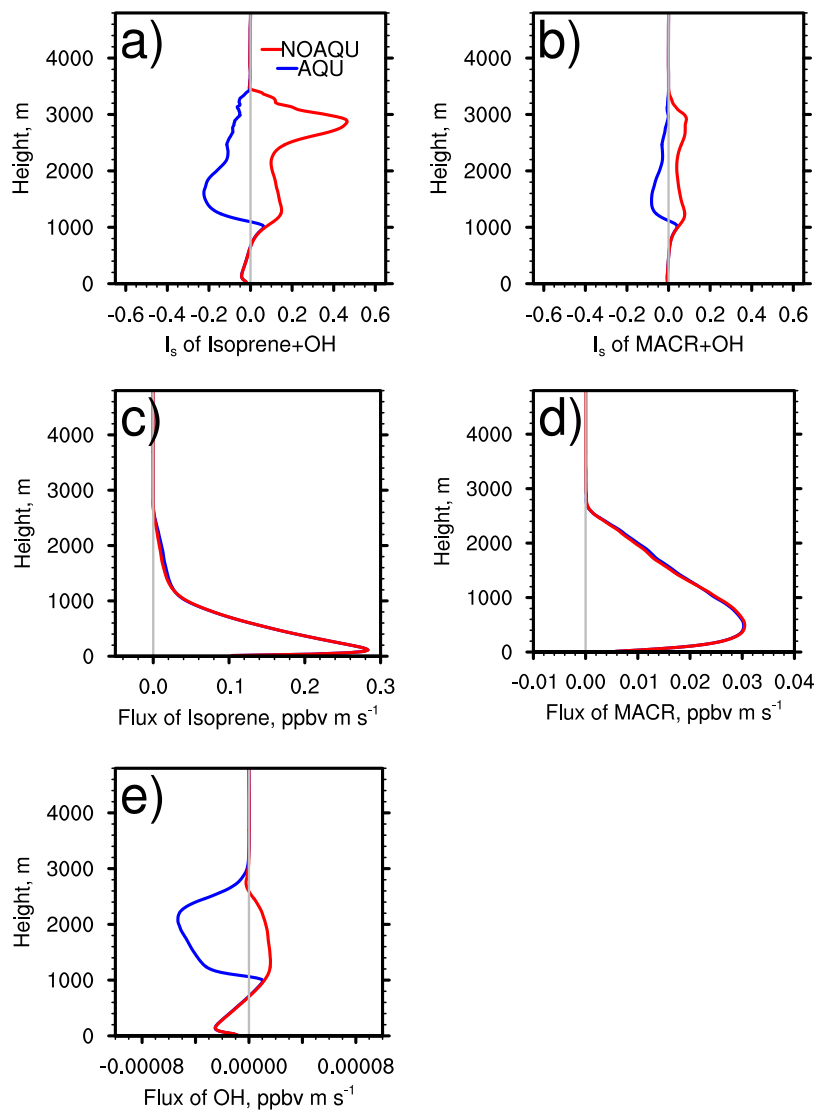 a)
NOAQU
AQU
4000
3000
2000
1000
0
Height, m
-0.6 -0.4 -0.2 0.0 0.2 0.4 0.6
Is of Isoprene+OH
b)
4000
3000
2000
1000
0
Height, m
-0.6 -0.4 -0.2 0.0 0.2 0.4 0.6
Is of MACR+OH
c)
4000
3000
2000
1000
0
Height, m
0.0 0.1 0.2 0.3
Flux of Isoprene, ppbv m s⁻¹
d)
4000
3000
2000
1000
0
Height, m
-0.01 0.00 0.01 0.02 0.03 0.04
Flux of MACR, ppbv m s⁻¹
e)
4000
3000
2000
1000
0
Height, m
-0.00008 0.00000 0.00008
Flux of OH, ppbv m s⁻¹